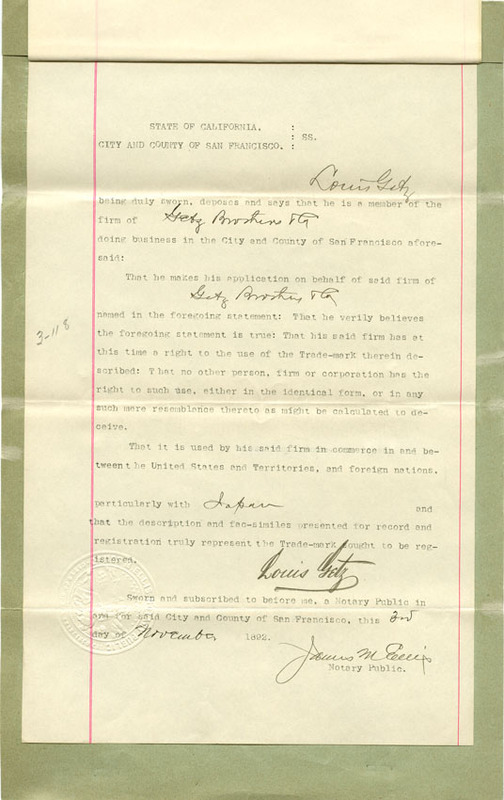 STATE OF CALIFORNIA. :
: SS.
CITY AND COUNTY OF SAN FRANCISCO. :
Louis Getz
being duly sworn, deposes and says that he is a member of the
firm of Getz Brothers & Co
doing business in the City and County of San Francisco afore-
said:
That he makes his application on behalf of said firm of
Getz Brothers & Co
named in the foregoing statement: That he verily believes
the foregoing statement is true: That his said firm has at
this time a right to the use of the Trade-mark therein de-
scribed: That no other person, firm or corporation has the
right to such use, either in the identical form, or in any
such mere resemblance thereto as might be calculated to de-
ceive.
That it is used by his said firm in commerce in and be-
tween the United States and Territories, and foreign nations,
particularly with Japan and
that the description and fac-similes presented for record and
registration truly represent the Trade-mark sought to be reg-
istered.
Louis Getz
Sworn and subscribed to before me, a Notary Public in
and for said City and County of San Francisco, this 3rd
day of November 1892.
James M Ellis
Notary Public.
3-118